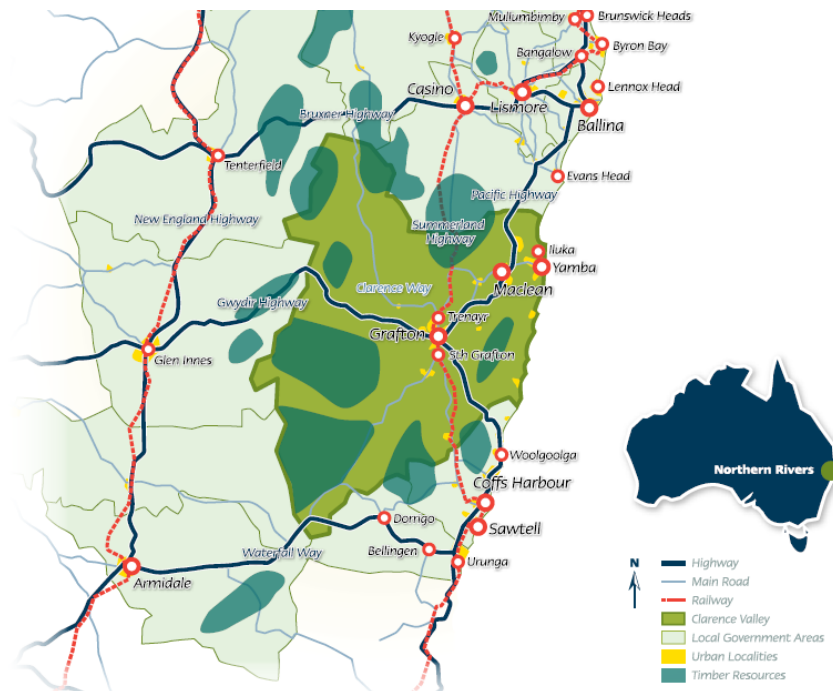 Mullumbimby
Brunswick Heads
Kyogle
Byron Bay
Bangalow
Casino
Lennox Head
Lismore
Bruxner Highway
Ballina
Tenterfield
Evans Head
Pacific Highway
New England Highway
Summerland
Highway
Iluka
Yamba
Clarence Way
Maclean
Gwydir Highway
Trenayr
Grafton
Sth Grafton
Glen Innes
Woolgoolga
Northern Rivers
Coffs Harbour
Dorrigo
Sawtell
Waterfall Way
Bellingen
Urunga
Armidale
N
Highway
Main Road
Railway
Clarence Valley
Local Government Areas
Urban Localities
Timber Resources